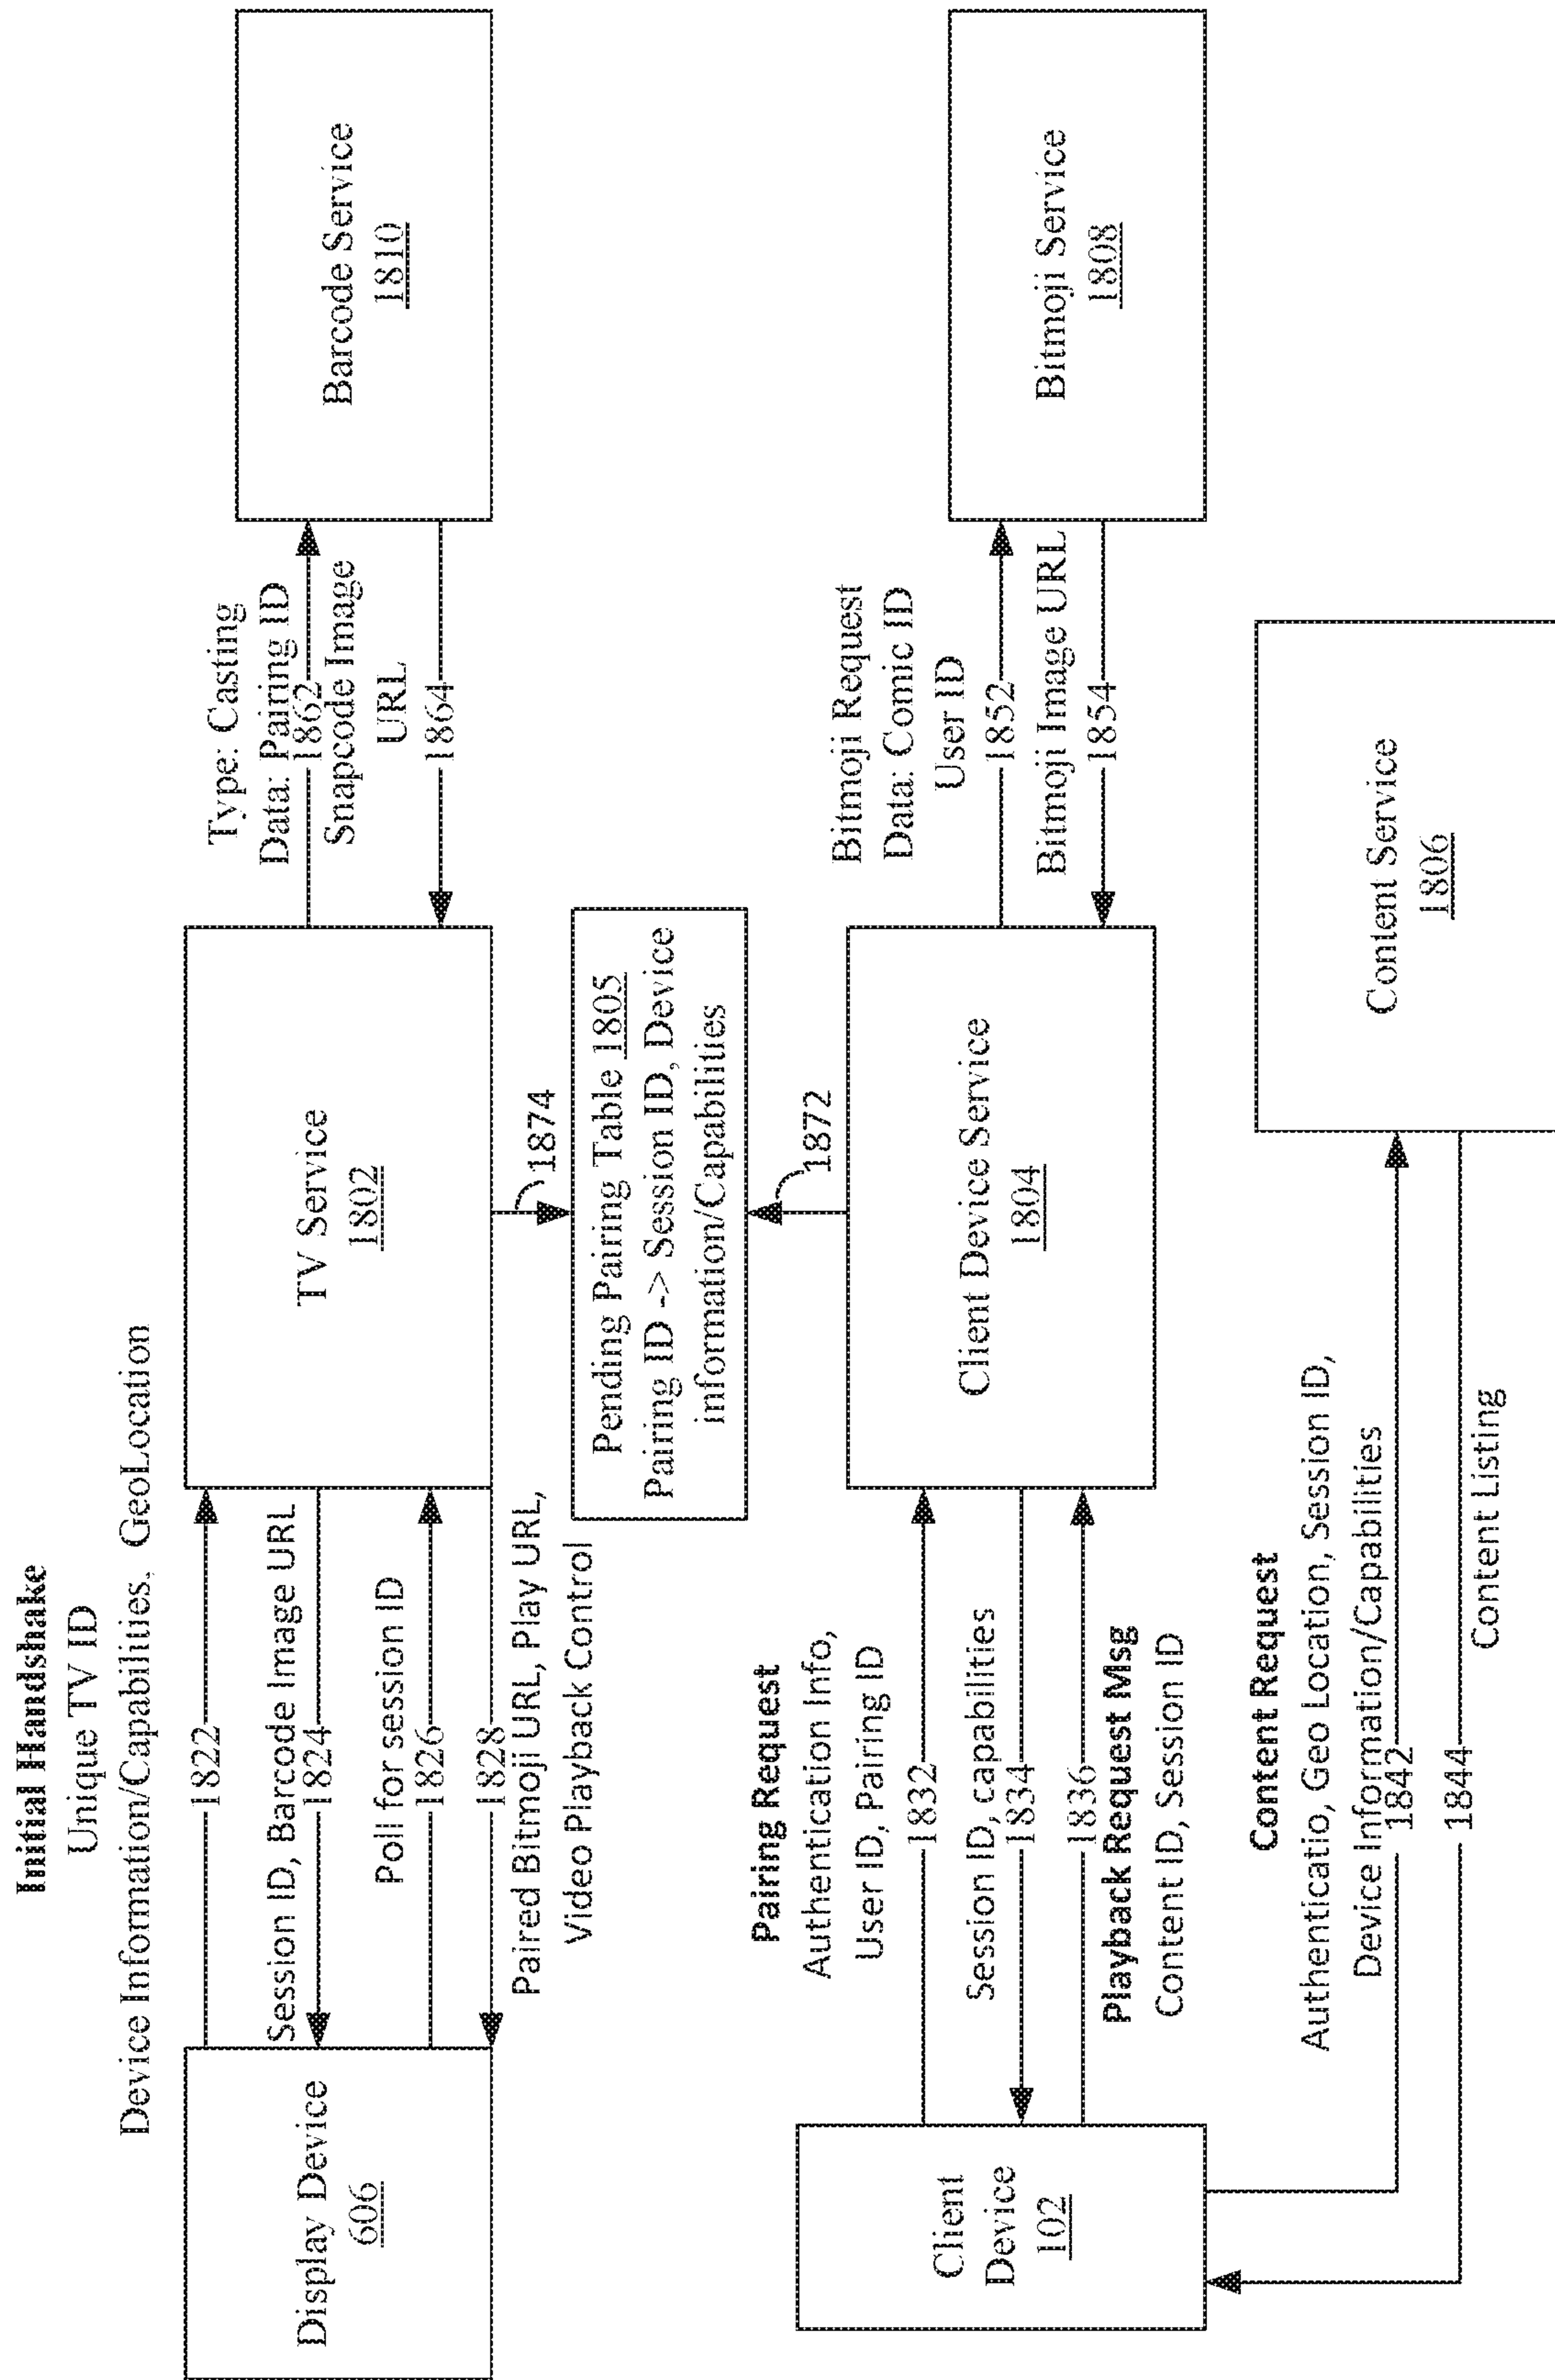 Initial Handshake
Unique TV ID
Device Information/Capabilities, GeoLocation
1822
Session ID, Barcode Image URL
1824
Poll for session ID
1826
1828
Paired Bitmoji URL, Play URL,
Video Playback Control
Display Device
606
TV Service
1802
Type: Casting
Data: Pairing ID
1862
Snapcode Image
URL
1864
Barcode Service
1810
1874
Pending Pairing Table 1805
Pairing ID -> Session ID, Device
information/Capabilities
1872
Pairing Request
Authentication Info,
User ID, Pairing ID
1832
Session ID, capabilities
1834
1836
Playback Request Msg
Content ID, Session ID
Client
Device
102
Client Device Service
1804
Bitmoji Request
Data: Comic ID
User ID
1852
Bitmoji Image URL
1854
Bitmoji Service
1808
Content Request
Authenticatio, Geo Location, Session ID,
Device Information/Capabilities
1842
1844
Content Listing
Content Service
1806